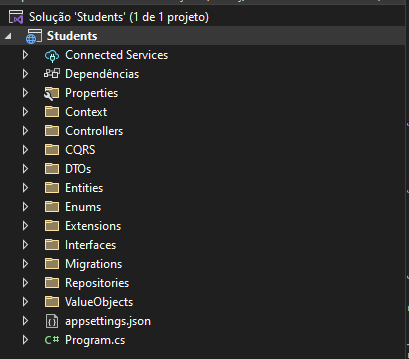 Solução 'Students' (1 de 1 projeto)
Students
Connected Services
Dependências
Properties
Context
Controllers
CQRS
DTOs
Entities
Enums
Extensions
Interfaces
Migrations
Repositories
ValueObjects
appsettings.json
C# Program.cs